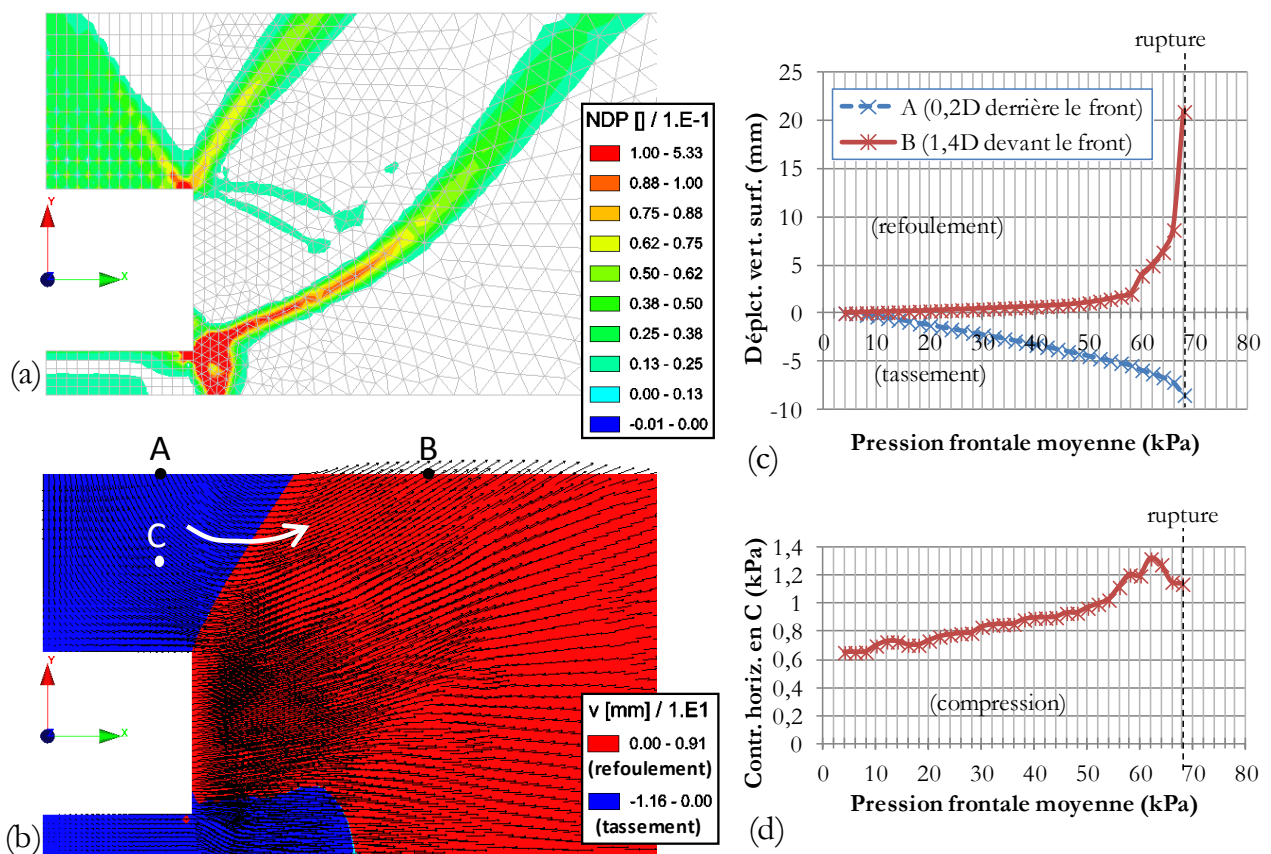 Y
X
(a)
NDP [] / 1.E-1
1.00 - 5.33
0.88 - 1.00
0.75 - 0.88
0.62 - 0.75
0.50 - 0.62
0.38 - 0.50
0.25 - 0.38
0.13 - 0.25
0.00 - 0.13
-0.01 - 0.00
A
B
C
Y
X
v [mm] / 1.E1
0.00 - 0.91
(refoulement)
-1.16 - 0.00
(tassement)
(b)
rupture
Déplct. vert. surf. (mm)
25
20
15
10
5
0
-5
-10
A (0,2D derrière le front)
B (1,4D devant le front)
(refoulement)
(tassement)
0 10 20 30 40 50 60 70 80
Pression frontale moyenne (kPa)
(c)
rupture
Contr. horiz. en C (kPa)
1,4
1,2
1
0,8
0,6
0,4
0,2
0
(compression)
0 10 20 30 40 50 60 70 80
Pression frontale moyenne (kPa)
(d)